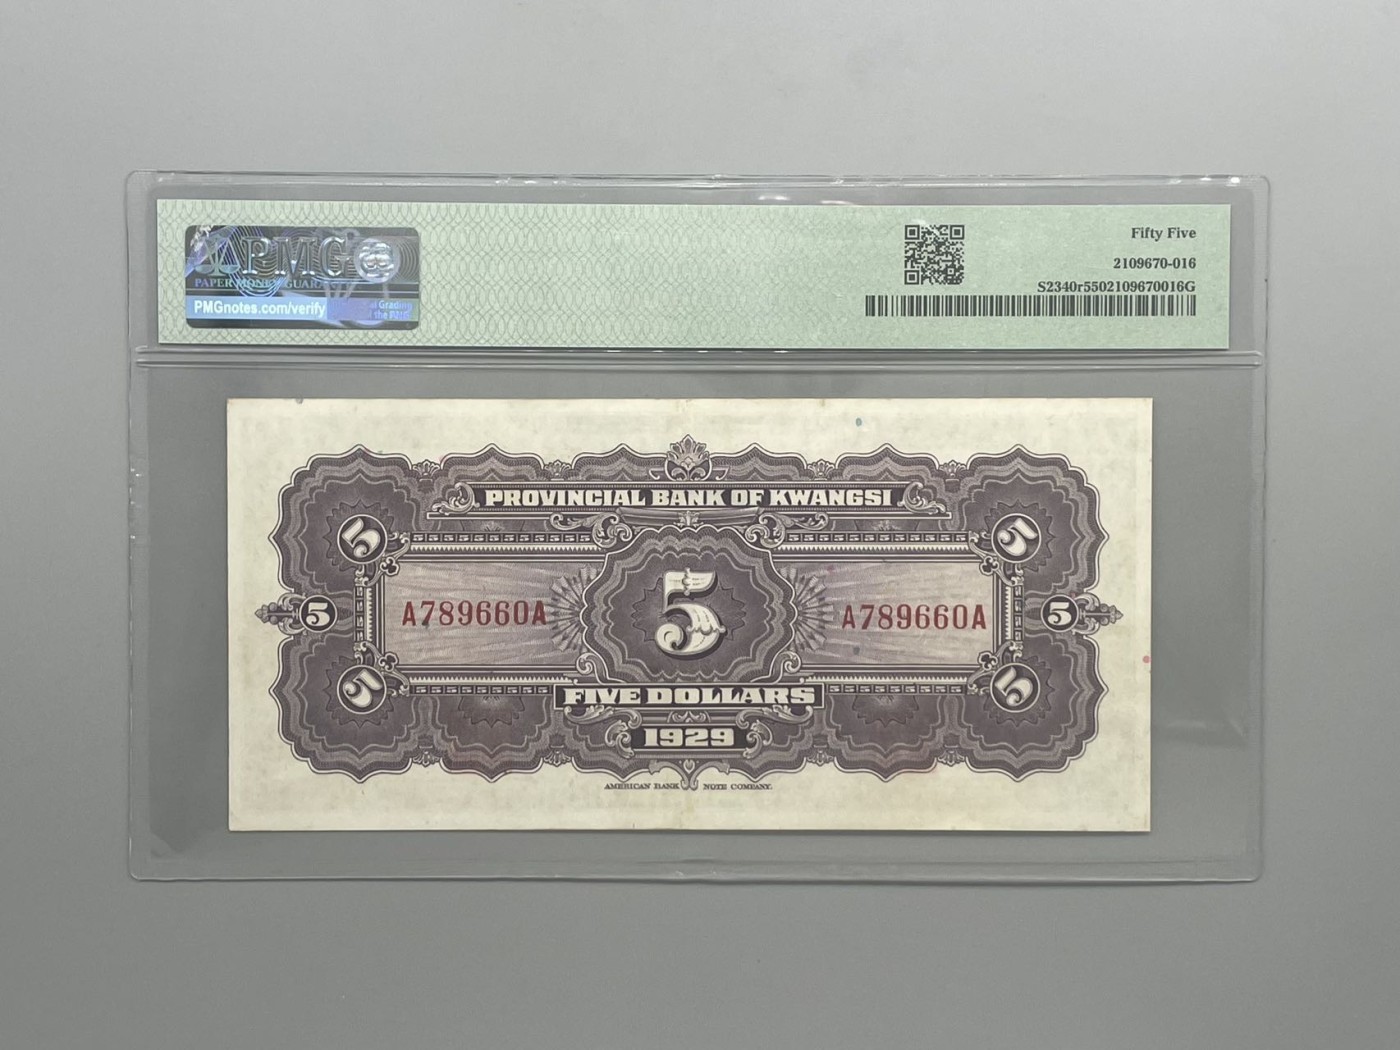 PMG
PAPER MONEY GUARANTY
PMGnotes.com/verify
Fifty Five
2109670-016
S2340r5502109670016G
PROVINCIAL BANK OF KWANGSI
5
5
5
A789660A
5
A789660A
5
5
5
FIVE DOLLARS
1929
AMERICAN BANK NOTE COMPANY.